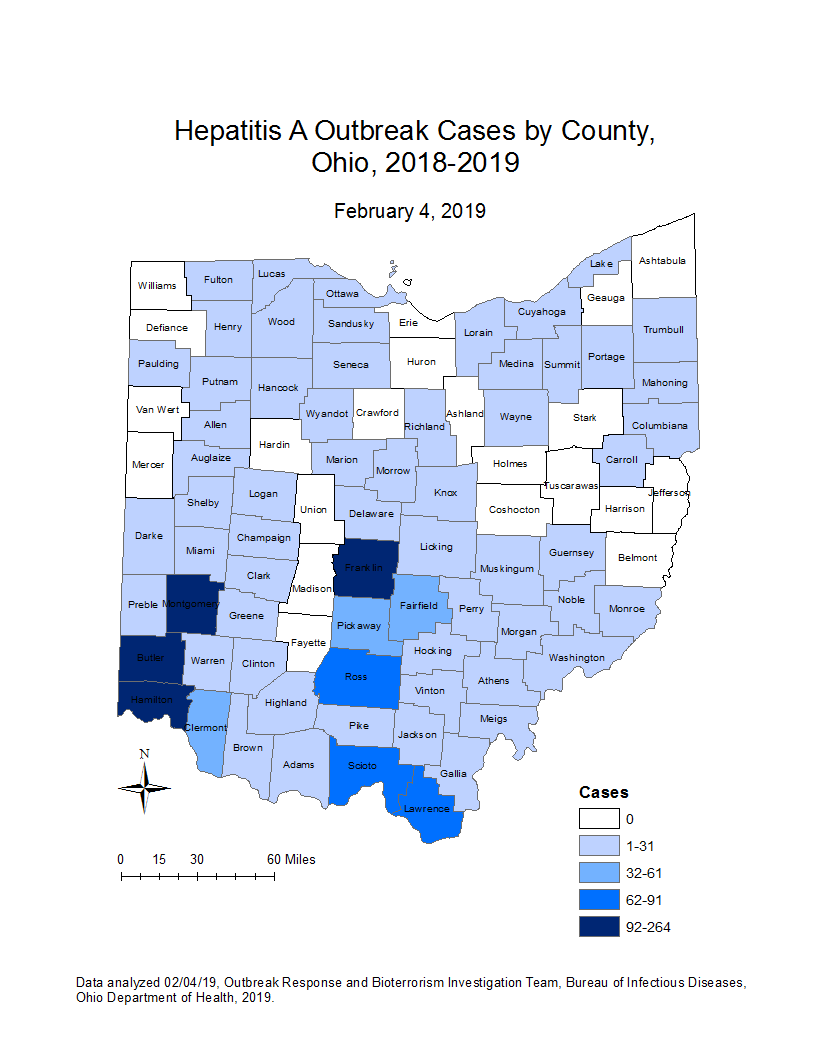 Hepatitis A Outbreak Cases by County,
Ohio, 2018-2019
February 4, 2019
Ashtabula
Lake
Lucas
Fulton
Williams
Geauga
Ottawa
Cuyahoga
Wood
Sandusky
Erie
Henry
Defiance
Trumbull
Lorain
Portage
Huron
Medina
Summit
Seneca
Paulding
Putnam
Mahoning
Hancock
Van Wert
Wyandot
Crawford
Ashland
Wayne
Stark
Allen
Richland
Columbiana
Hardin
Auglaize
Marion
Carroll
Mercer
Holmes
Morrow
Tuscarawas
Logan
Knox
Jefferson
Shelby
Union
Delaware
Coshocton
Harrison
Darke
Champaign
Licking
Miami
Guernsey
Belmont
Franklin
Muskingum
Clark
Madison
Noble
Preble
Montgomery
Fairfield
Perry
Monroe
Greene
Pickaway
Morgan
Fayette
Hocking
Butler
Warren
Clinton
Washington
Ross
Athens
Vinton
Hamilton
Highland
Meigs
Clermont
Pike
Jackson
Brown
N
Adams
Scioto
Gallia
Lawrence
Cases
0
1-31
32-61
62-91
92-264
0 15 30 60 Miles
Data analyzed 02/04/19, Outbreak Response and Bioterrorism Investigation Team, Bureau of Infectious Diseases,
Ohio Department of Health, 2019.